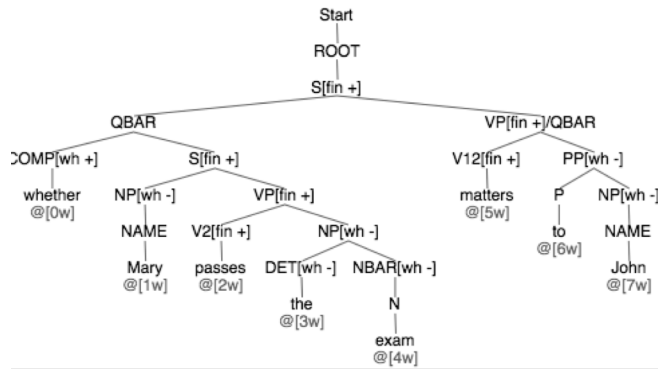 Start
ROOT
S[fin +]
QBAR VP[fin +]/QBAR
COMP[wh +] S[fin +] V12[fin +] PP[wh -]
whether NP[wh -] VP[fin +] matters P NP[wh -]
@[0w] @[5w]
NAME V2[fin +] NP[wh -] to NAME
@[6w]
Mary passes DET[wh -] NBAR[wh -] John
@[1w] @[2w] @[7w]
the N
@[3w]
exam
@[4w]